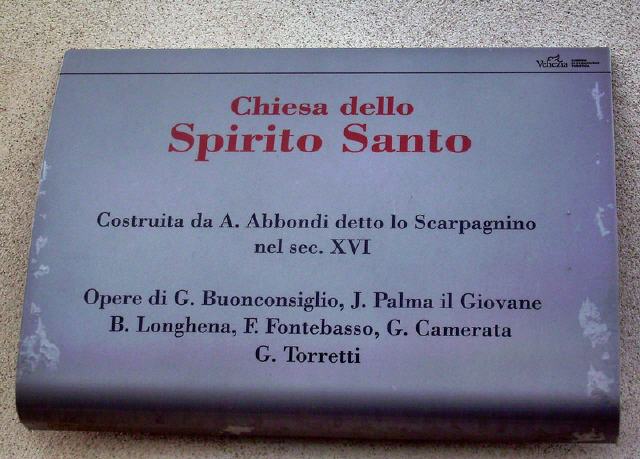 Venezia
Chiesa dello
Spirito Santo
Costruita da A. Abbondi detto lo Scarpagnino
nel sec. XVI
Opere di G. Buonconsiglio, J. Palma il Giovane
B. Longhena, F. Fontebasso, G. Camerata
G. Torretti